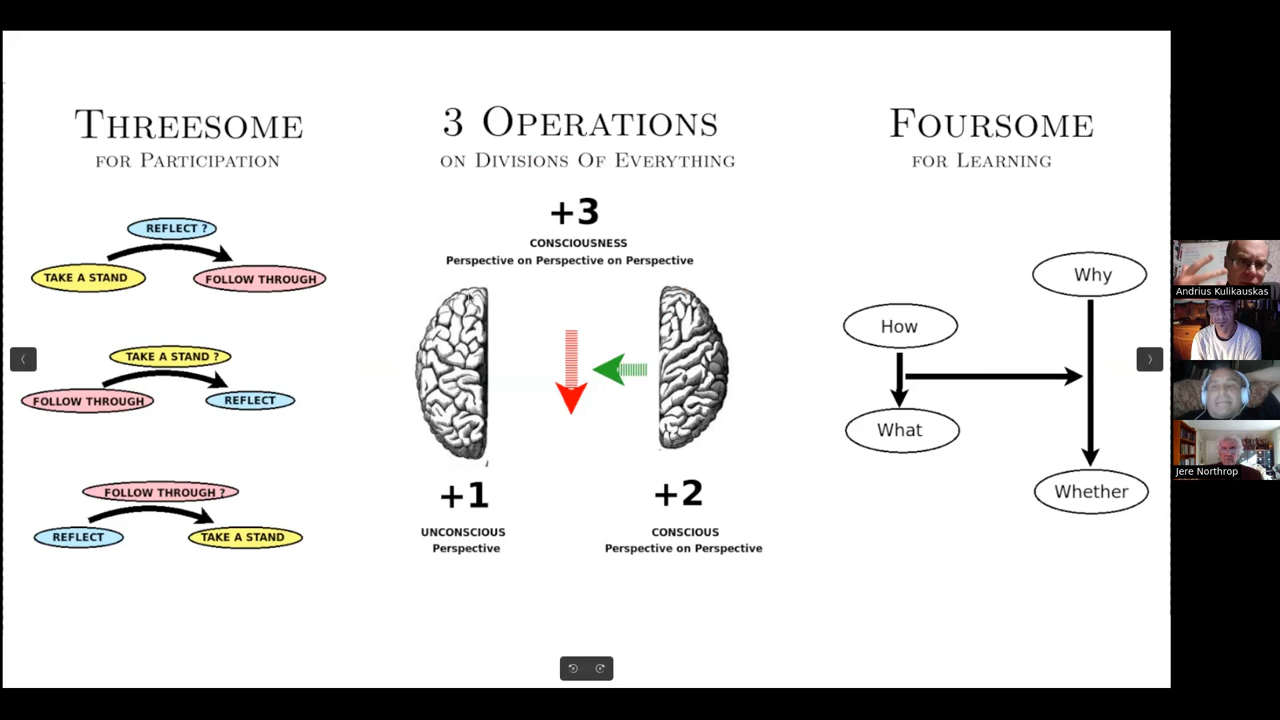 THREESOME
FOR PARTICIPATION
REFLECT ?
TAKE A STAND
FOLLOW THROUGH
TAKE A STAND ?
FOLLOW THROUGH
REFLECT
FOLLOW THROUGH ?
REFLECT
TAKE A STAND
3 OPERATIONS
ON DIVISIONS OF EVERYTHING
+3
CONSCIOUSNESS
Perspective on Perspective on Perspective
+1
UNCONSCIOUS
Perspective
+2
CONSCIOUS
Perspective on Perspective
FOURSOME
FOR LEARNING
Why
How
What
Whether
Andrius Kulikauskas
Jere Northrop